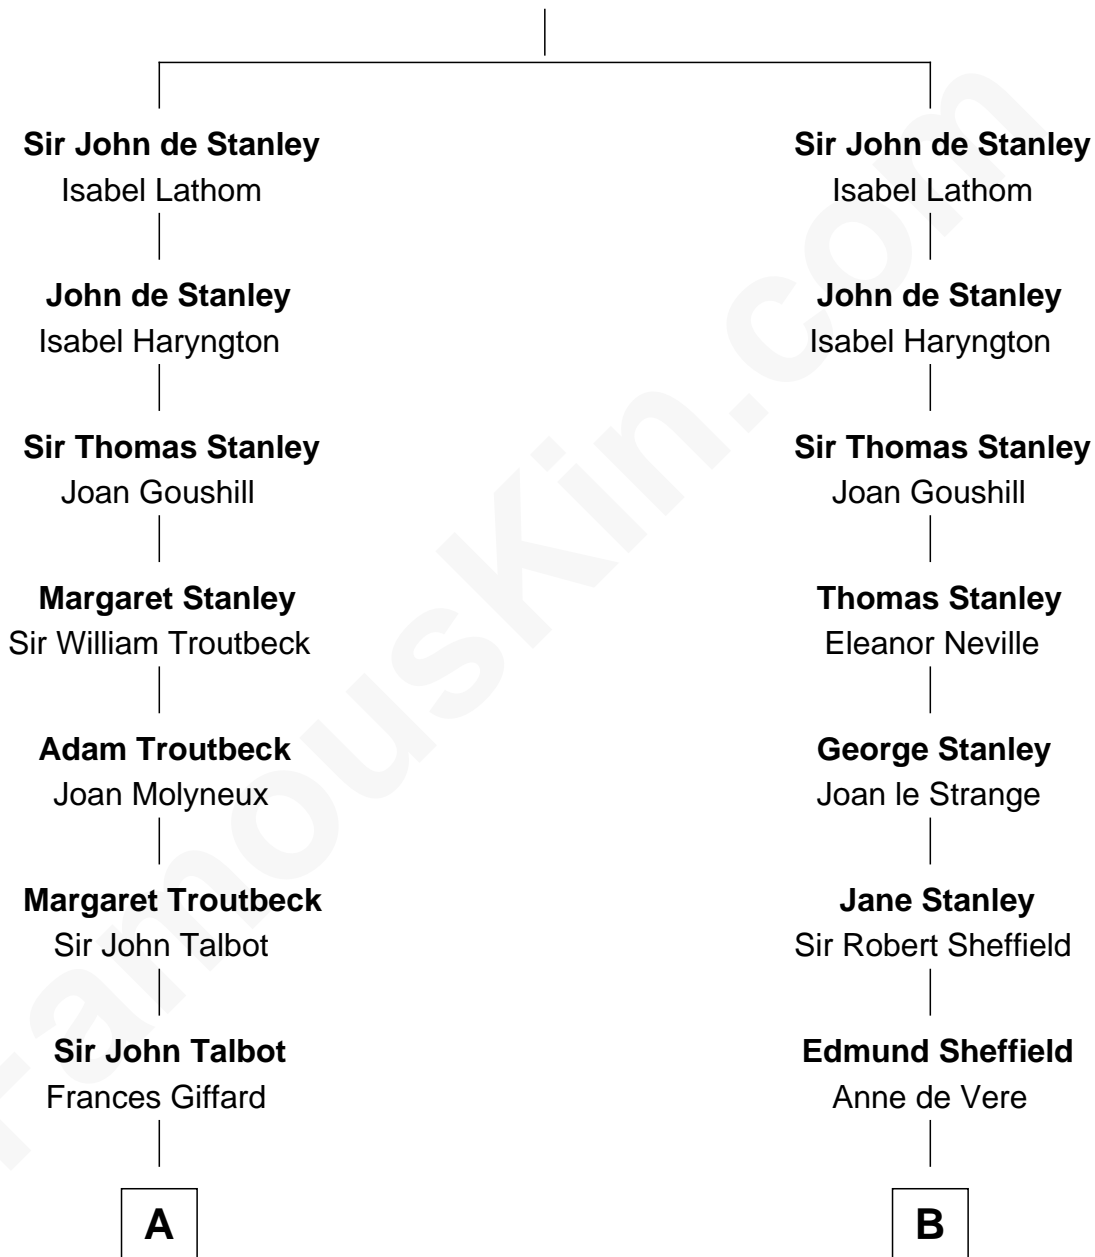 Sir John de Stanley
Isabel Lathom
John de Stanley
Isabel Haryngton
Sir Thomas Stanley
Joan Goushill
Margaret Stanley
Sir William Troutbeck
Adam Troutbeck
Joan Molyneux
Margaret Troutbeck
Sir John Talbot
Sir John Talbot
Frances Giffard
A
Sir John de Stanley
Isabel Lathom
John de Stanley
Isabel Haryngton
Sir Thomas Stanley
Joan Goushill
Thomas Stanley
Eleanor Neville
George Stanley
Joan le Strange
Jane Stanley
Sir Robert Sheffield
Edmund Sheffield
Anne de Vere
B
FamousKin.com